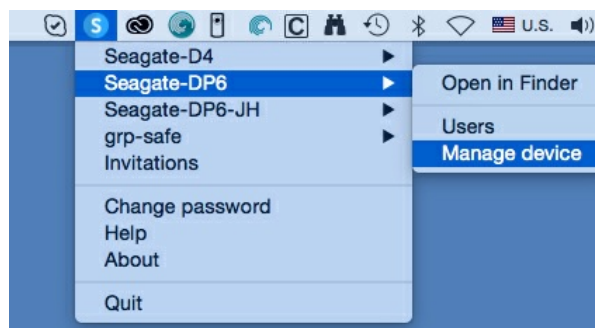 S C U.S.
Seagate-D4
Seagate-DP6
Seagate-DP6-JH
grp-safe
Invitations
Change password
Help
About
Quit
Open in Finder
Users
Manage device